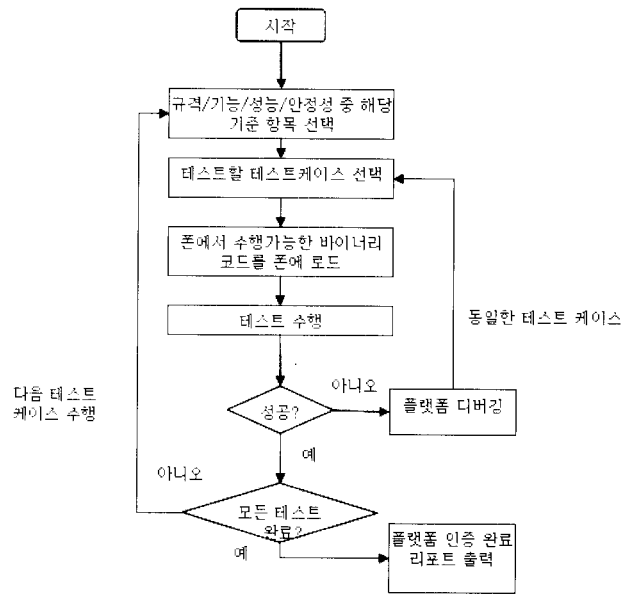 시작
규격/기능/성능/안정성 중 해당
기준 항목 선택
테스트할 테스트케이스 선택
폰에서 수행가능한 바이너리
코드를 폰에 로드
테스트 수행
동일한 테스트 케이스
다음 테스트
케이스 수행
성공?
아니오
플랫폼 디버깅
예
아니오
모든 테스트
완료?
예
플랫폼 인증 완료
리포트 출력